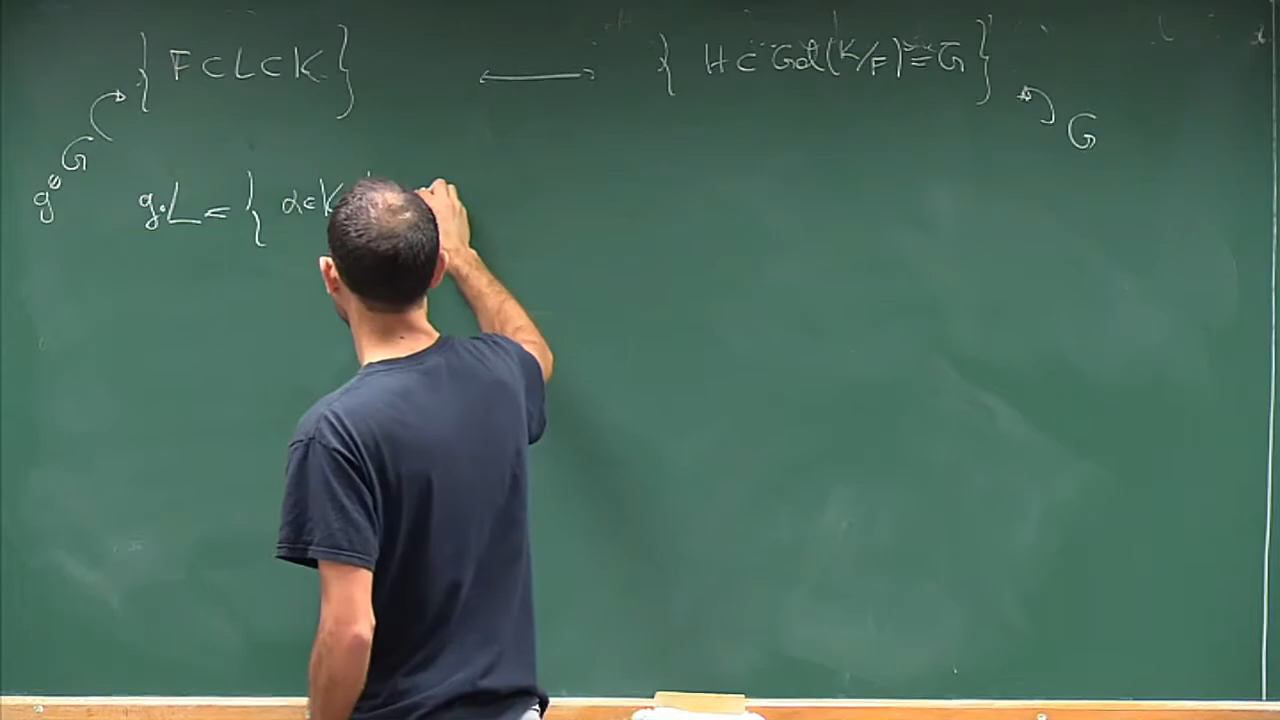 { F ⊂ L ⊂ K } ⟷ { H ⊂ Gal(K/F) = G }
G G
g g·L = { α ∈ K